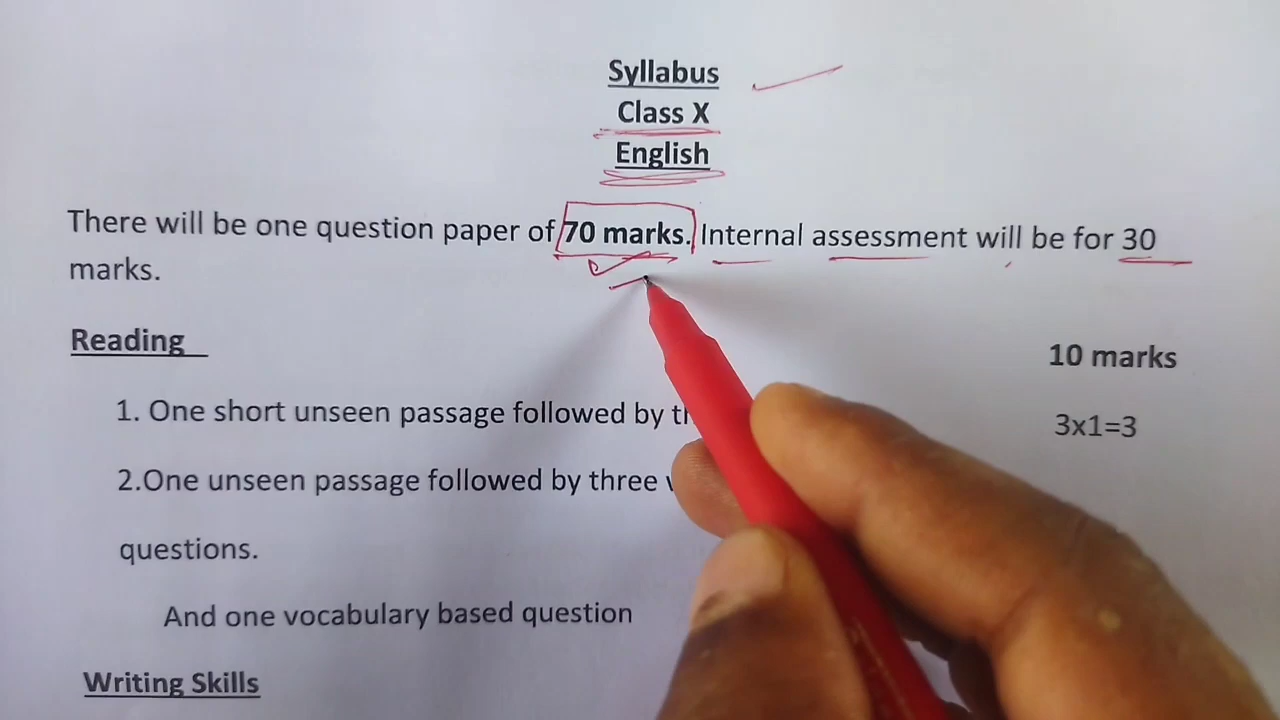 Syllabus
Class X
English
There will be one question paper of 70 marks. Internal assessment will be for 30
marks.
Reading
10 marks
1. One short unseen passage followed by
3x1=3
2.One unseen passage followed by three
questions.
And one vocabulary based question
Writing Skills